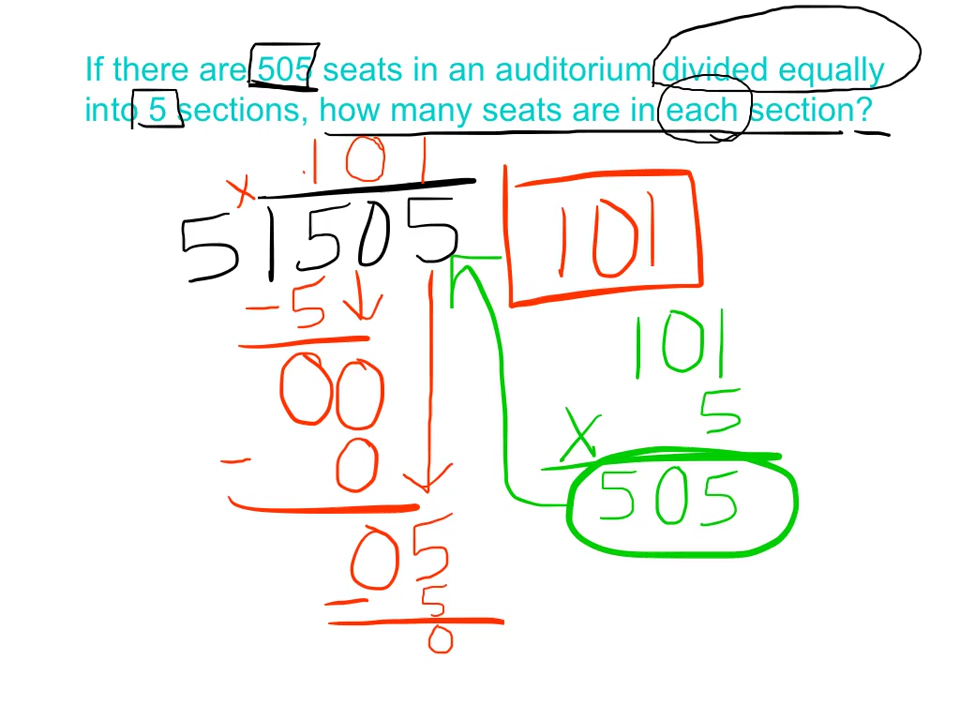 If there are 505 seats in an auditorium divided equally
into 5 sections, how many seats are in each section?
x 101
5|505
101
-5
00
- 0
05
- 5
0
101
x 5
505